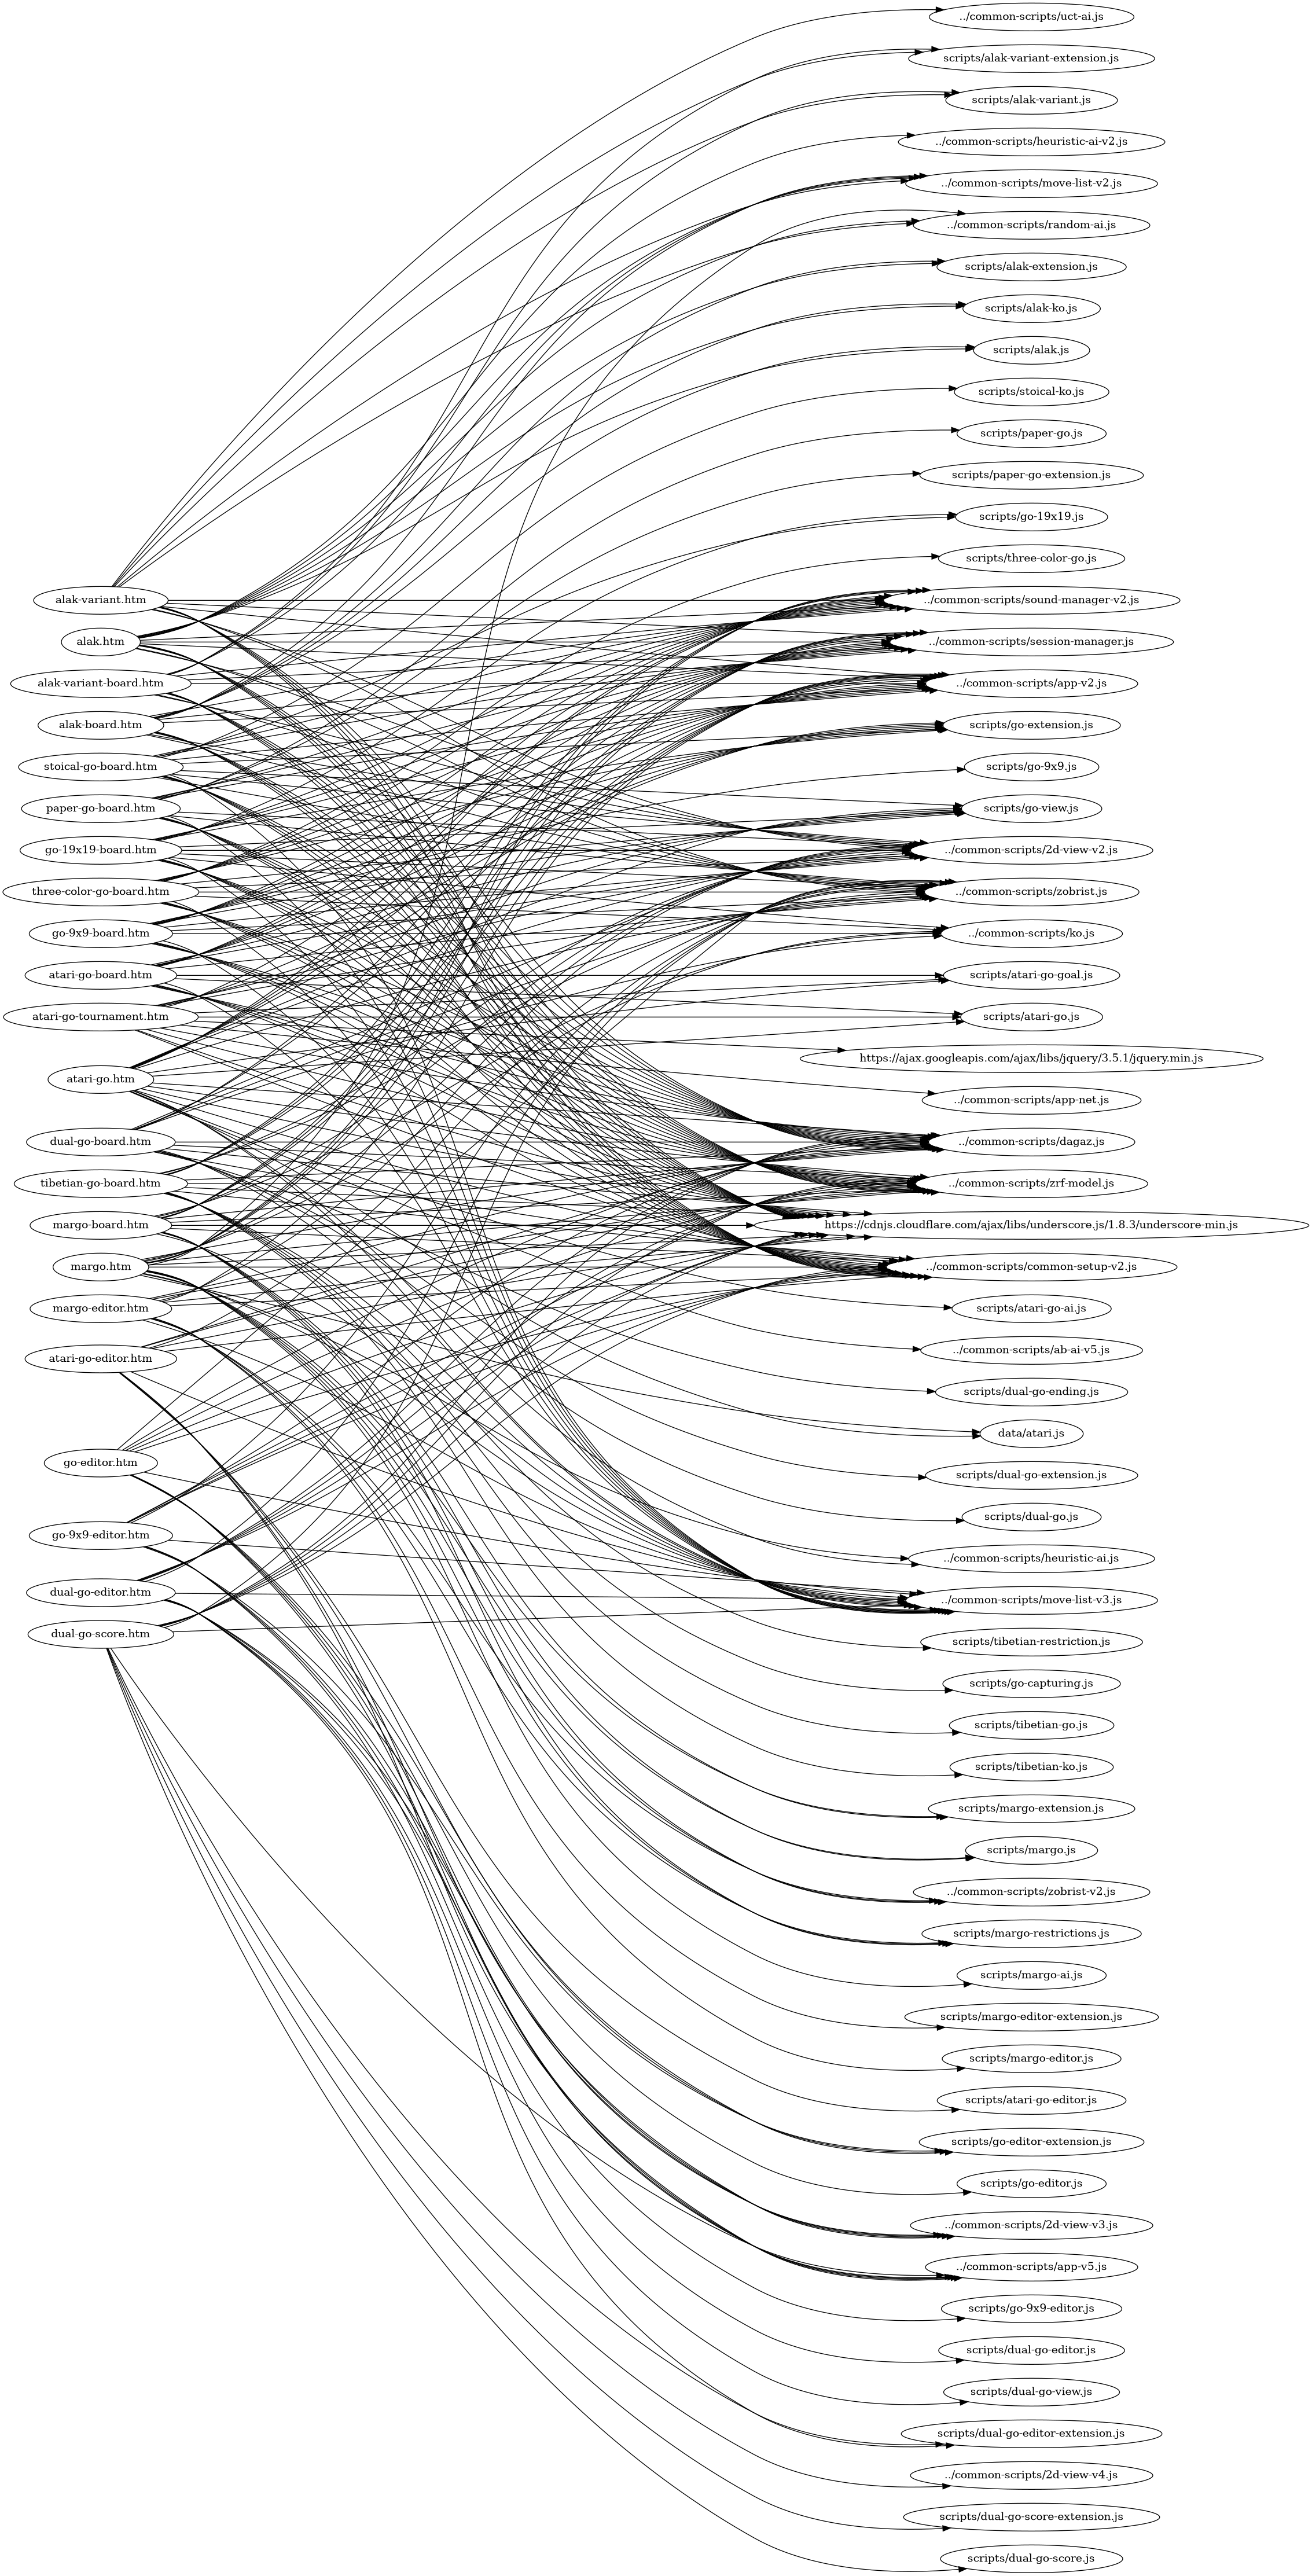 ../common-scripts/uct-ai.js
scripts/alak-variant-extension.js
scripts/alak-variant.js
../common-scripts/heuristic-ai-v2.js
../common-scripts/move-list-v2.js
../common-scripts/random-ai.js
scripts/alak-extension.js
scripts/alak-ko.js
scripts/alak.js
scripts/stoical-ko.js
scripts/paper-go.js
scripts/paper-go-extension.js
scripts/go-19x19.js
scripts/three-color-go.js
alak-variant.htm
../common-scripts/sound-manager-v2.js
alak.htm
../common-scripts/session-manager.js
alak-variant-board.htm
../common-scripts/app-v2.js
alak-board.htm
scripts/go-extension.js
stoical-go-board.htm
scripts/go-9x9.js
paper-go-board.htm
scripts/go-view.js
go-19x19-board.htm
../common-scripts/2d-view-v2.js
three-color-go-board.htm
../common-scripts/zobrist.js
go-9x9-board.htm
../common-scripts/ko.js
atari-go-board.htm
scripts/atari-go-goal.js
atari-go-tournament.htm
scripts/atari-go.js
https://ajax.googleapis.com/ajax/libs/jquery/3.5.1/jquery.min.js
atari-go.htm
../common-scripts/app-net.js
dual-go-board.htm
../common-scripts/dagaz.js
tibetian-go-board.htm
../common-scripts/zrf-model.js
margo-board.htm
https://cdnjs.cloudflare.com/ajax/libs/underscore.js/1.8.3/underscore-min.js
margo.htm
../common-scripts/common-setup-v2.js
margo-editor.htm
scripts/atari-go-ai.js
atari-go-editor.htm
../common-scripts/ab-ai-v5.js
scripts/dual-go-ending.js
data/atari.js
go-editor.htm
scripts/dual-go-extension.js
scripts/dual-go.js
go-9x9-editor.htm
../common-scripts/heuristic-ai.js
dual-go-editor.htm
../common-scripts/move-list-v3.js
dual-go-score.htm
scripts/tibetian-restriction.js
scripts/go-capturing.js
scripts/tibetian-go.js
scripts/tibetian-ko.js
scripts/margo-extension.js
scripts/margo.js
../common-scripts/zobrist-v2.js
scripts/margo-restrictions.js
scripts/margo-ai.js
scripts/margo-editor-extension.js
scripts/margo-editor.js
scripts/atari-go-editor.js
scripts/go-editor-extension.js
scripts/go-editor.js
../common-scripts/2d-view-v3.js
../common-scripts/app-v5.js
scripts/go-9x9-editor.js
scripts/dual-go-editor.js
scripts/dual-go-view.js
scripts/dual-go-editor-extension.js
../common-scripts/2d-view-v4.js
scripts/dual-go-score-extension.js
scripts/dual-go-score.js